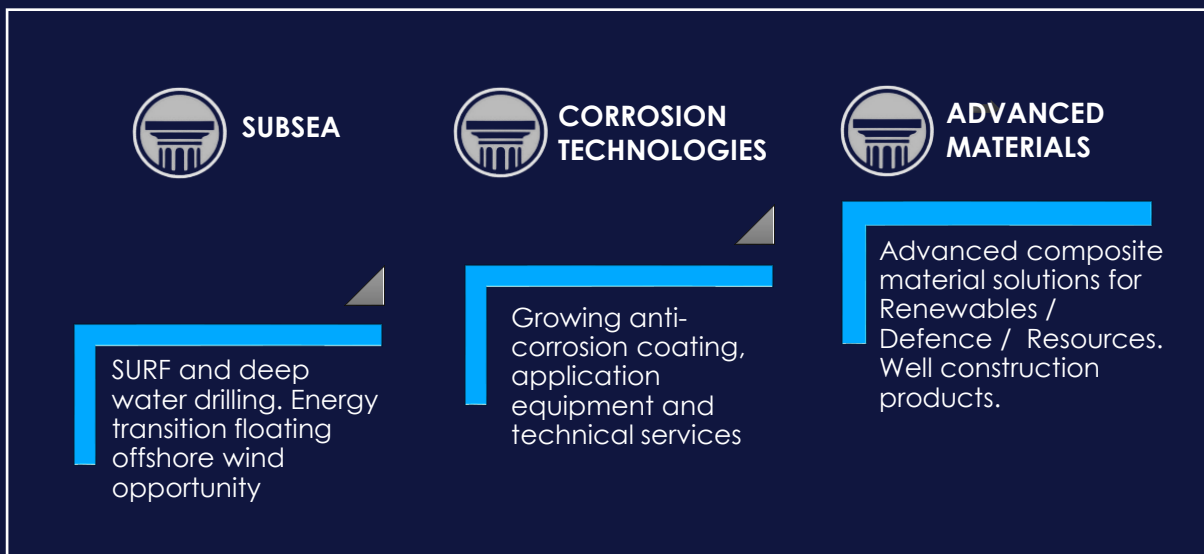 SUBSEA
SURF and deep
water drilling. Energy
transition floating
offshore wind
opportunity
CORROSION
TECHNOLOGIES
Growing anti-
corrosion coating,
application
equipment and
technical services
ADVANCED
MATERIALS
Advanced composite
material solutions for
Renewables /
Defence /  Resources.
Well construction
products.